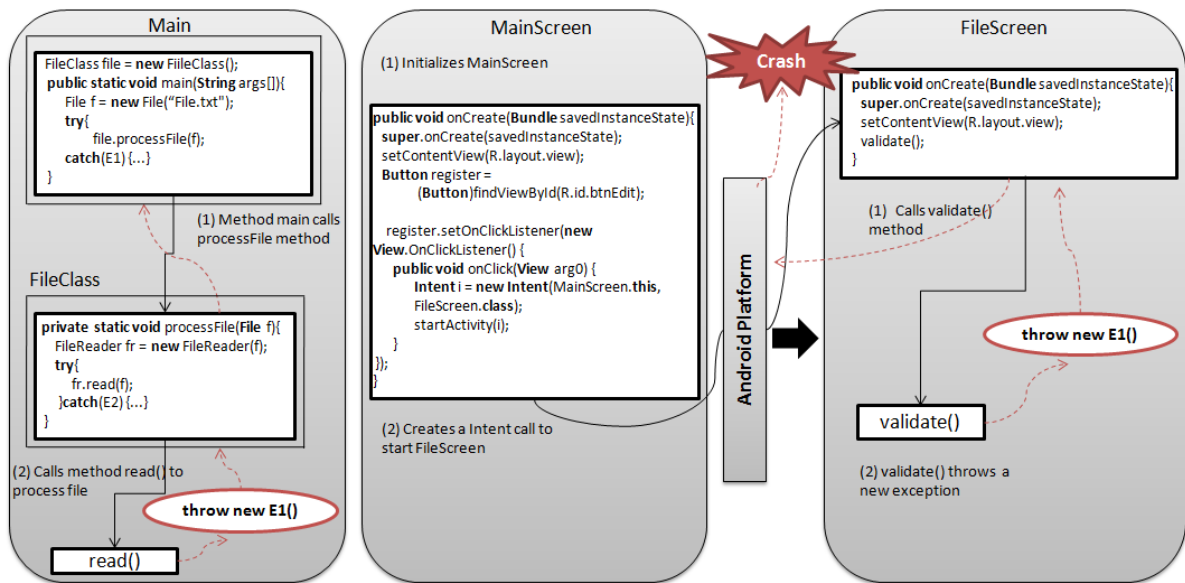 Main
FileClass file = new FiileClass();
public static void main(String args[]){
File f = new File("File.txt");
try{
file.processFile(f);
catch(E1) {...}
}
(1) Method main calls
processFile method
FileClass
private static void processFile(File f){
FileReader fr = new FileReader(f);
try{
fr.read(f);
}catch(E2) {...}
}
(2) Calls method read() to
process file
throw new E1()
read()
MainScreen
(1) Initializes MainScreen
public void onCreate(Bundle savedInstanceState){
super.onCreate(savedInstanceState);
setContentView(R.layout.view);
Button register =
(Button)findViewById(R.id.btnEdit);
register.setOnClickListener(new
View.OnClickListener() {
public void onClick(View arg0) {
Intent i = new Intent(MainScreen.this,
FileScreen.class);
startActivity(i);
}
});
}
(2) Creates a Intent call to
start FileScreen
Crash
Android Platform
FileScreen
public void onCreate(Bundle savedInstanceState){
super.onCreate(savedInstanceState);
setContentView(R.layout.view);
validate();
}
(1) Calls validate()
method
throw new E1()
validate()
(2) validate() throws a
new exception